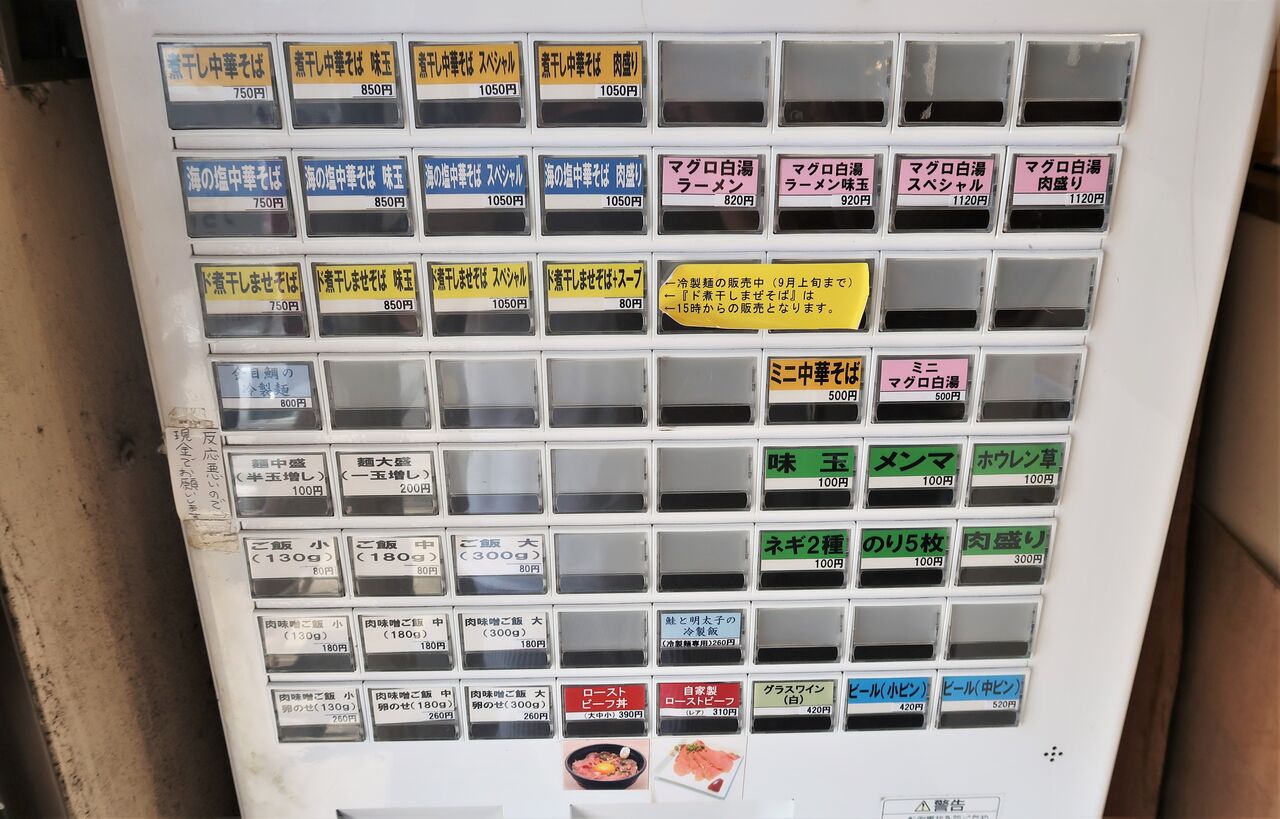 煮干し中華そば
750円
煮干し中華そば 味玉
850円
煮干し中華そば スペシャル
1050円
煮干し中華そば 肉盛り
1050円
海の塩中華そば
750円
海の塩中華そば 味玉
850円
海の塩中華そば スペシャル
1050円
海の塩中華そば 肉盛り
1050円
マグロ白湯
ラーメン
820円
マグロ白湯
ラーメン味玉
920円
マグロ白湯
スペシャル
1120円
マグロ白湯
肉盛り
1120円
ド煮干しませそば
750円
ド煮干しませそば 味玉
850円
ド煮干しませそば スペシャル
1050円
ド煮干しませそば+スープ
80円
←冷製麺の販売中（9月上旬まで）
←『ド煮干しまぜそば』は
←15時からの販売となります。
金目鯛の
冷製麺
800円
ミニ中華そば
500円
ミニ
マグロ白湯
500円
反応悪いので
現金でお願いします
麺中盛
(半玉増し)
100円
麺大盛
(一玉増し)
200円
味 玉
100円
メンマ
100円
ホウレン草
100円
ご飯 小
(130g)
80円
ご飯 中
(180g)
80円
ご飯 大
(300g)
80円
ネギ2種
100円
のり5枚
100円
肉盛り
300円
肉味噌ご飯 小
(130g)
180円
肉味噌ご飯 中
(180g)
180円
肉味噌ご飯 大
(300g)
180円
鮭と明太子の
冷製飯
(冷製麺専用)260円
肉味噌ご飯 小
卵のせ(130g)
260円
肉味噌ご飯 中
卵のせ(180g)
260円
肉味噌ご飯 大
卵のせ(300g)
260円
ロースト
ビーフ丼
(大中小) 390円
自家製
ローストビーフ
(レア) 310円
グラスワイン
(白)
420円
ビール(小ビン)
420円
ビール(中ビン)
520円
⚠警告